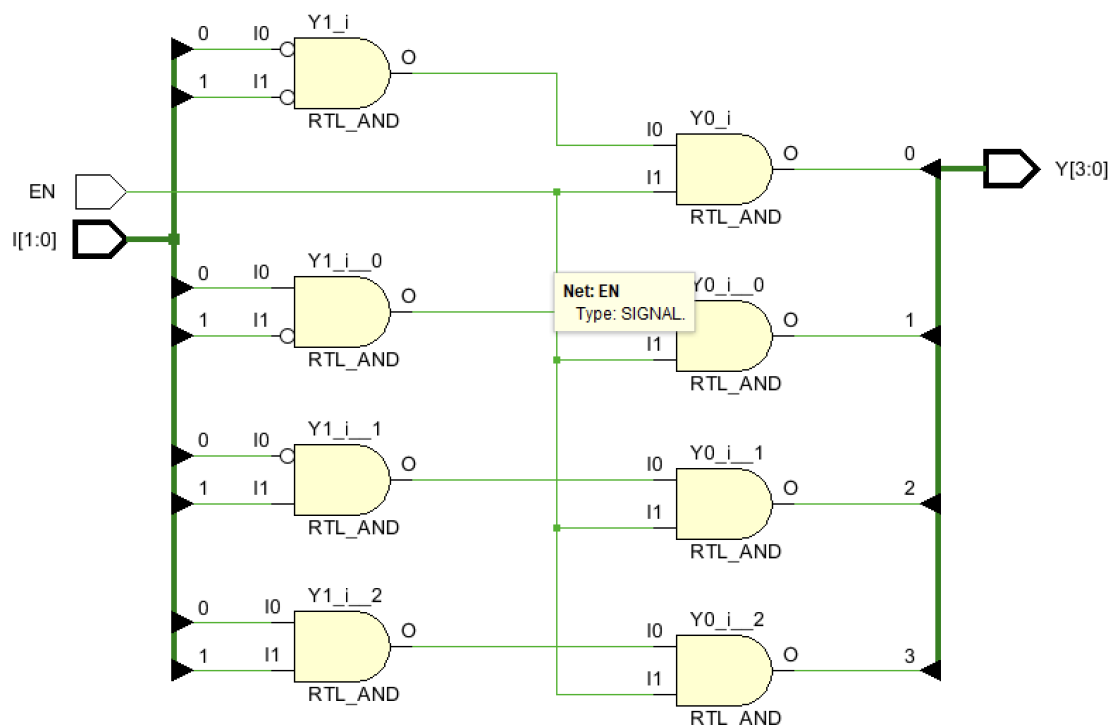 Y1_i
0 I0 O
1 I1
RTL_AND
Y0_i
I0 O 0
I1
RTL_AND
Y[3:0]
EN
I[1:0]
Y1_i__0
0 I0 O
1 I1
RTL_AND
Net: EN
Type: SIGNAL.
Y0_i__0
O 1
I1
RTL_AND
Y1_i__1
0 I0 O
1 I1
RTL_AND
Y0_i__1
I0 O 2
I1
RTL_AND
Y1_i__2
0 I0 O
1 I1
RTL_AND
Y0_i__2
I0 O 3
I1
RTL_AND